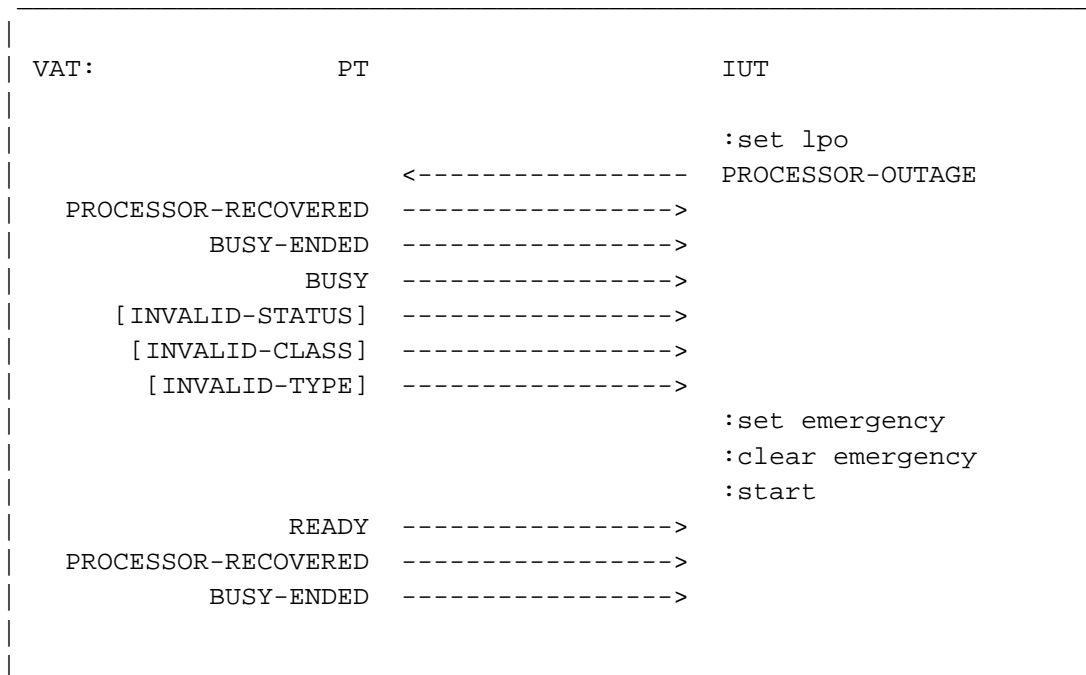 VAT: PT IUT
:set lpo
<----------------- PROCESSOR-OUTAGE
PROCESSOR-RECOVERED ----------------->
BUSY-ENDED ----------------->
BUSY ----------------->
[INVALID-STATUS] ----------------->
[INVALID-CLASS] ----------------->
[INVALID-TYPE] ----------------->
:set emergency
:clear emergency
:start
READY ----------------->
PROCESSOR-RECOVERED ----------------->
BUSY-ENDED ----------------->